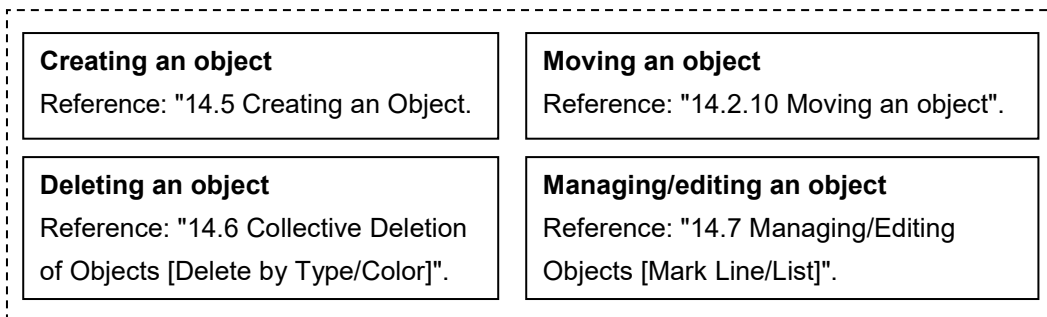 Creating an object
Reference: "14.5 Creating an Object.
Moving an object
Reference: "14.2.10 Moving an object".
Deleting an object
Reference: "14.6 Collective Deletion
of Objects [Delete by Type/Color]".
Managing/editing an object
Reference: "14.7 Managing/Editing
Objects [Mark Line/List]".